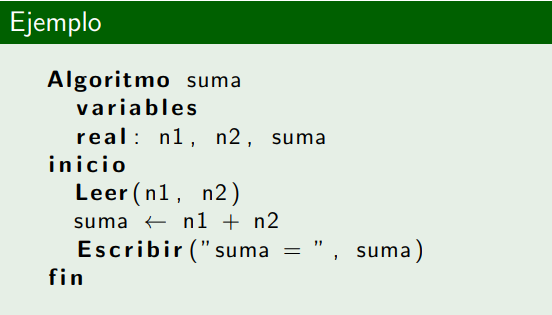 Ejemplo
Algoritmo suma
variables
real: n1, n2, suma
inicio
Leer(n1, n2)
suma ← n1 + n2
Escribir("suma = ", suma)
fin